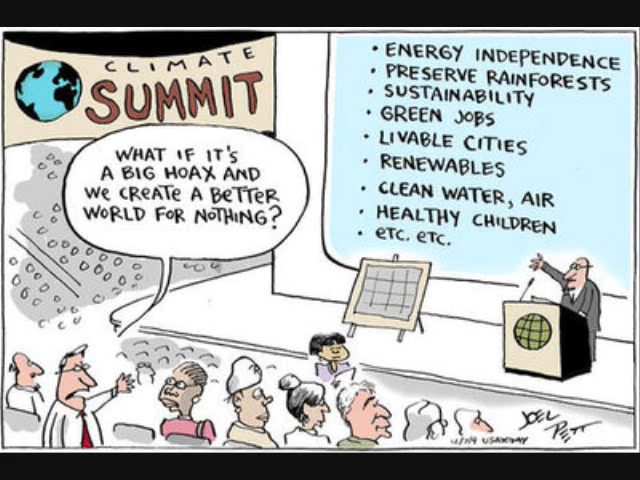 CLIMATE
SUMMIT
• ENERGY INDEPENDENCE
• PRESERVE RAINFORESTS
• SUSTAINABILITY
• GREEN JOBS
• LIVABLE CITIES
• RENEWABLES
• CLEAN WATER, AIR
• HEALTHY CHILDREN
• ETC. ETC.
WHAT IF IT'S
A BIG HOAX AND
WE CREATE A BETTER
WORLD FOR NOTHING?
JOEL
PETT
USA TODAY